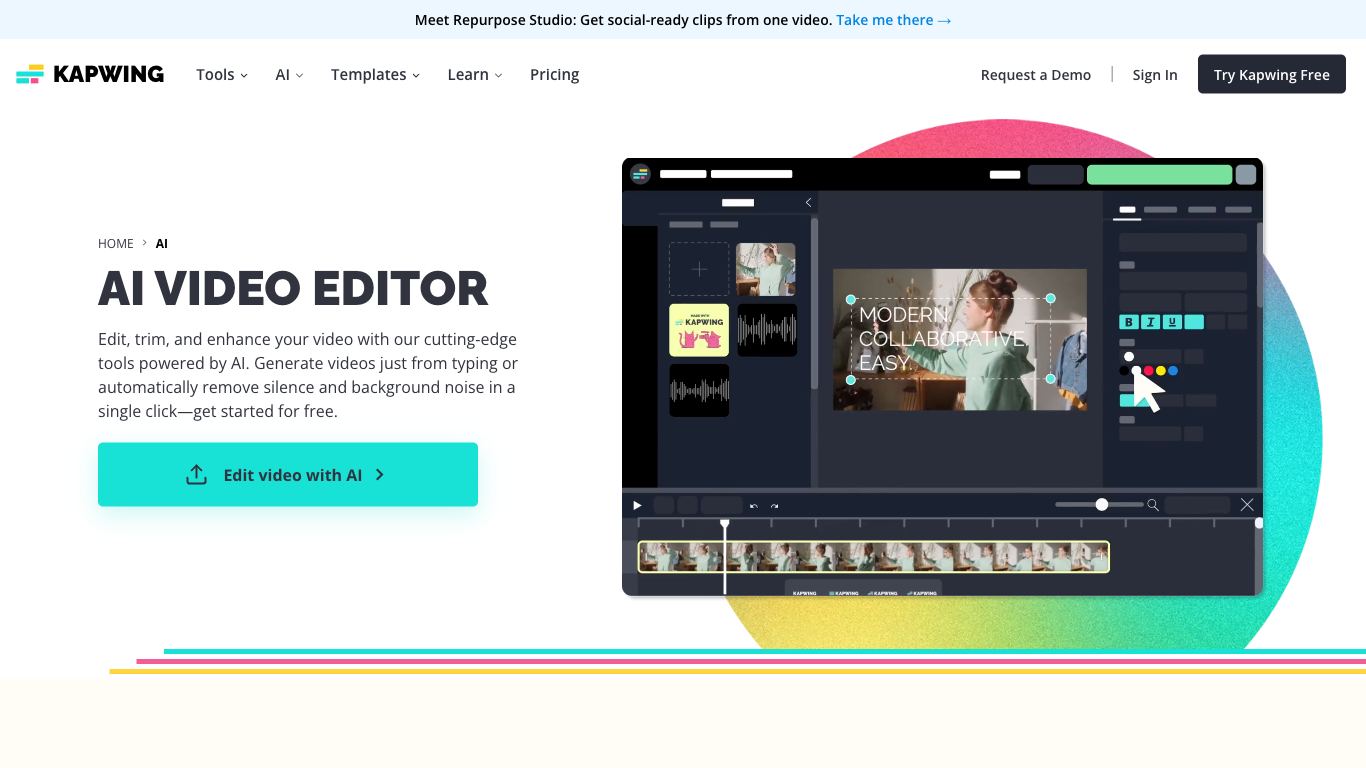 Meet Repurpose Studio: Get social-ready clips from one video. Take me there →
KAPWING
Tools
AI
Templates
Learn
Pricing
Request a Demo
Sign In
Try Kapwing Free
HOME > AI
AI VIDEO EDITOR
Edit, trim, and enhance your video with our cutting-edge
tools powered by AI. Generate videos just from typing or
automatically remove silence and background noise in a
single click—get started for free.
Edit video with AI
MADE WITH
KAPWING
MODERN.
COLLABORATIVE.
EASY.
B I U
KAPWING KAPWING KAPWING KAPWING